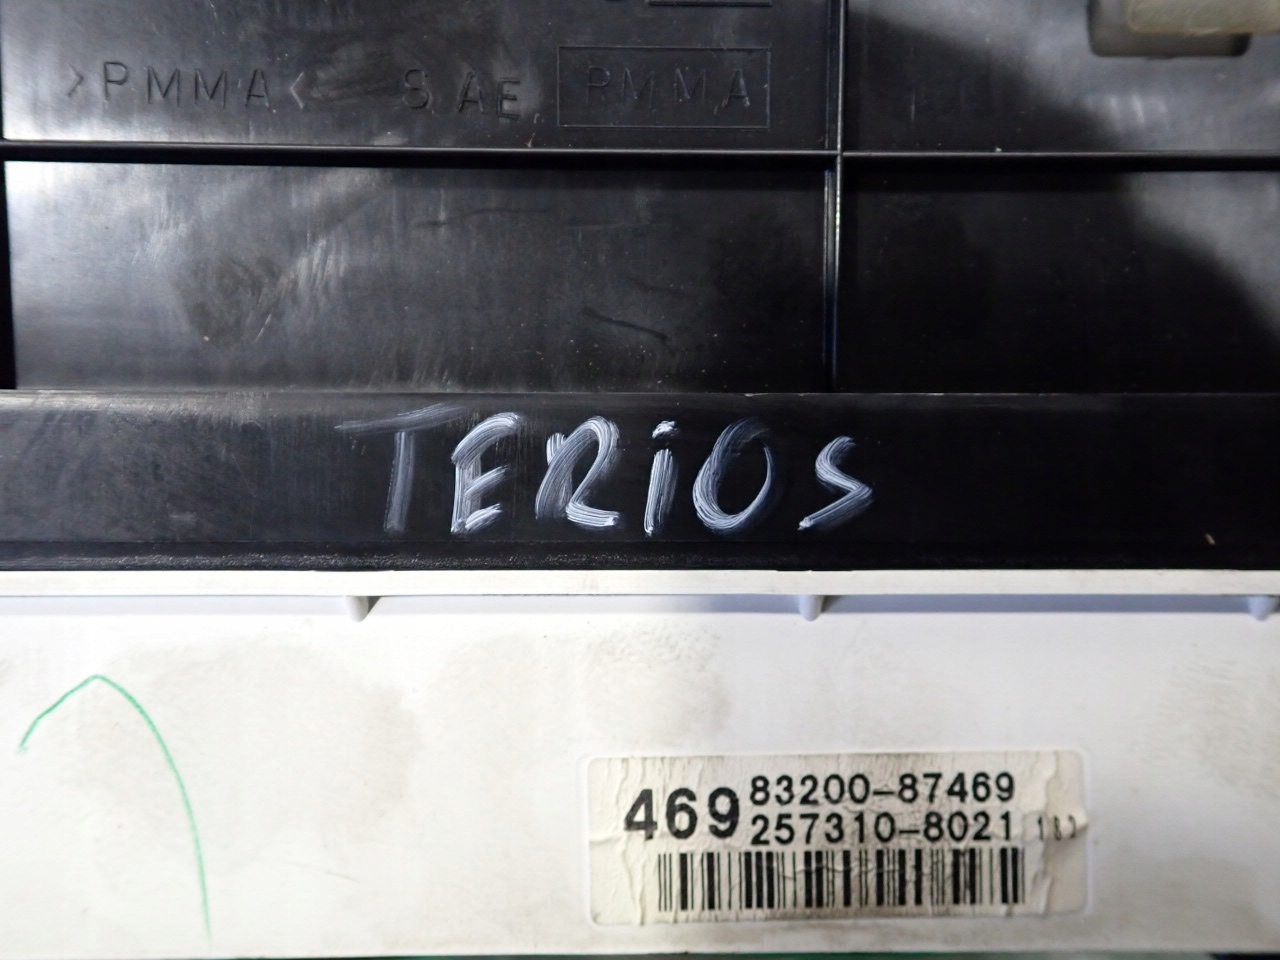 >PMMA< SAE PMMA
TERiOS
469 83200-87469
257310-8021